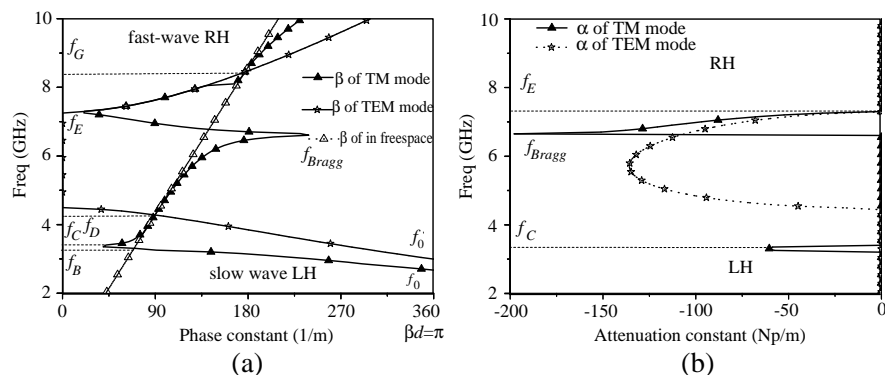 10
8
6
4
2
Freq (GHz)
f_G
f_E
f_C f_D
f_B
fast-wave RH
β of TM mode
β of TEM mode
β of in freespace
f_Bragg
f_0'
slow wave LH
f_0
0 90 180 270 360
Phase constant (1/m) βd=π
(a)
10
8
6
4
2
Freq (GHz)
α of TM mode
α of TEM mode
RH
f_E
f_Bragg
f_C
LH
-200 -150 -100 -50 0
Attenuation constant (Np/m)
(b)